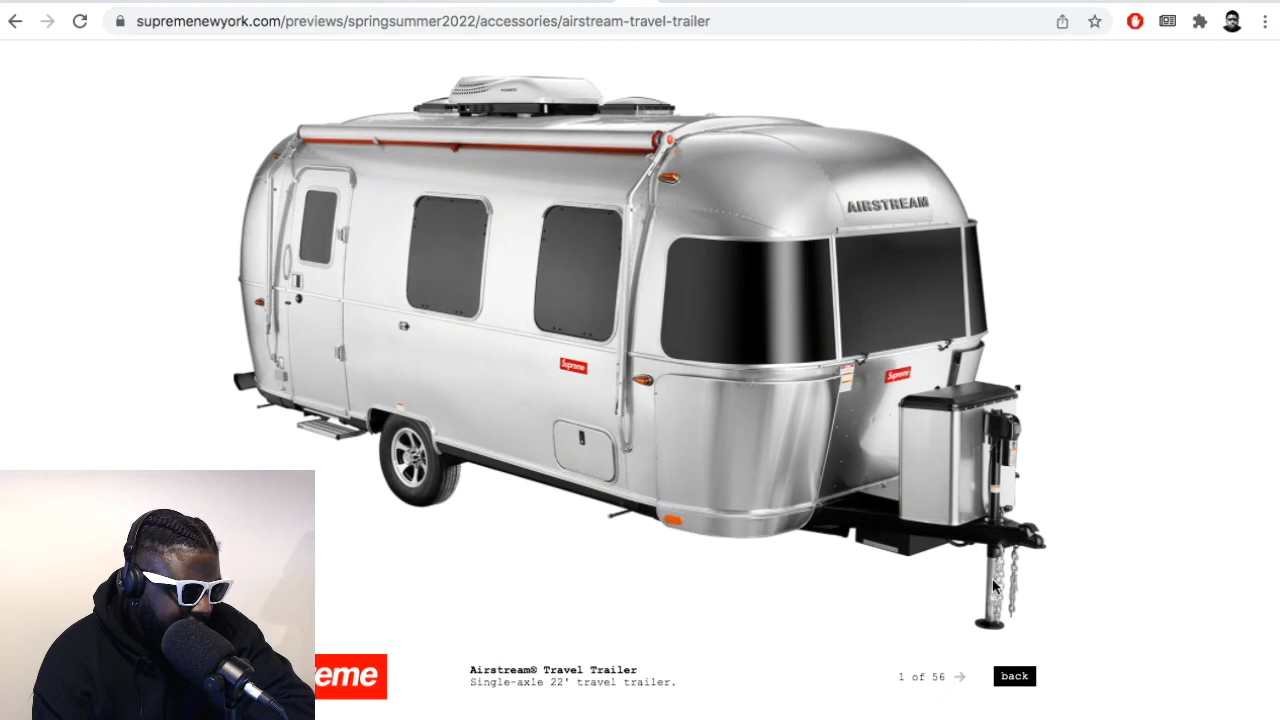 supremenewyork.com/previews/springsummer2022/accessories/airstream-travel-trailer
AIRSTREAM
Supreme
Supreme
eme
Airstream® Travel Trailer
Single-axle 22' travel trailer.
1 of 56 →
back